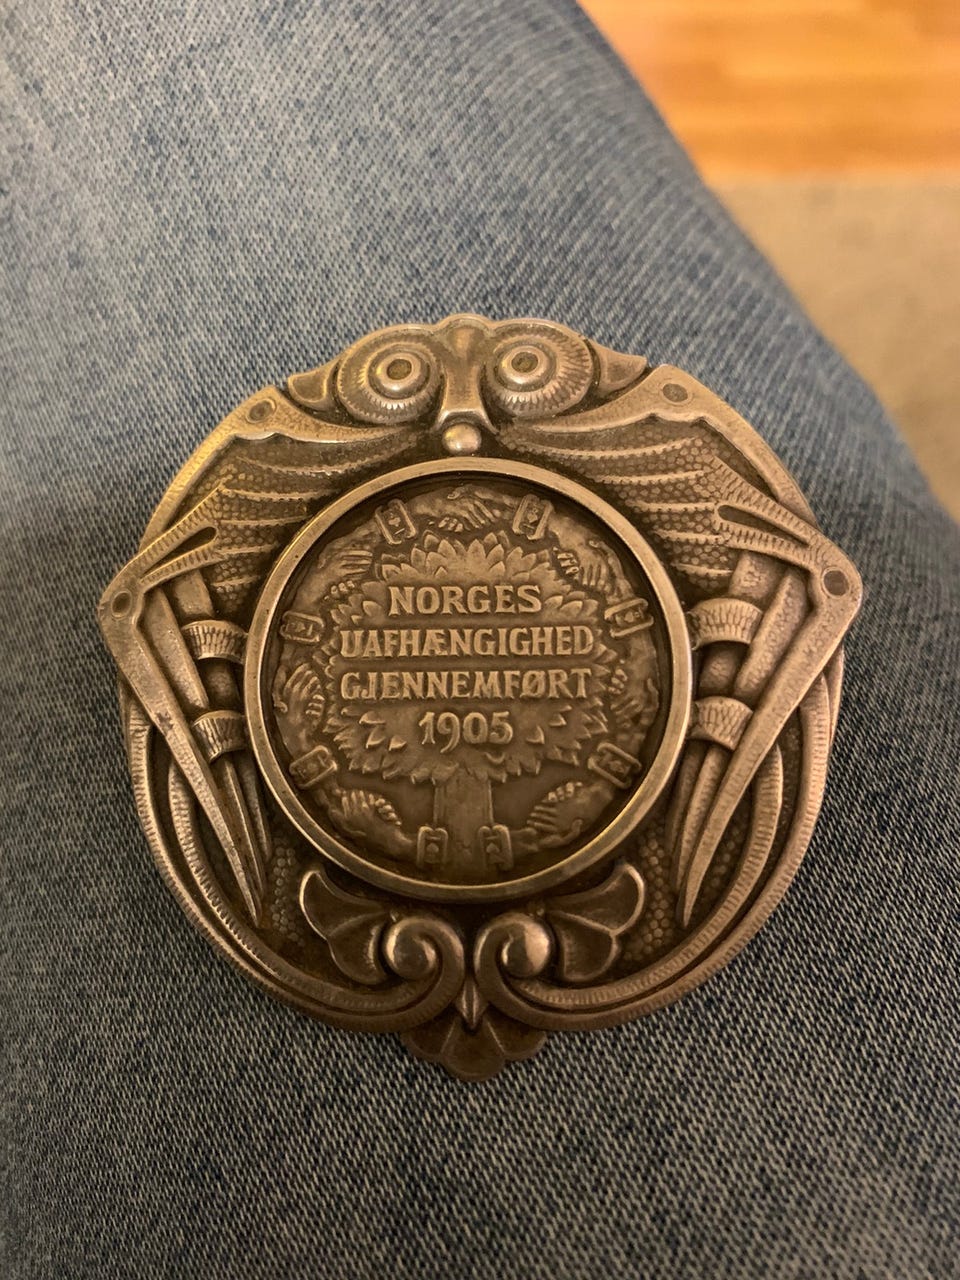 NORGES
UAFHÆNGIGHED
GJENNEMFØRT
1905